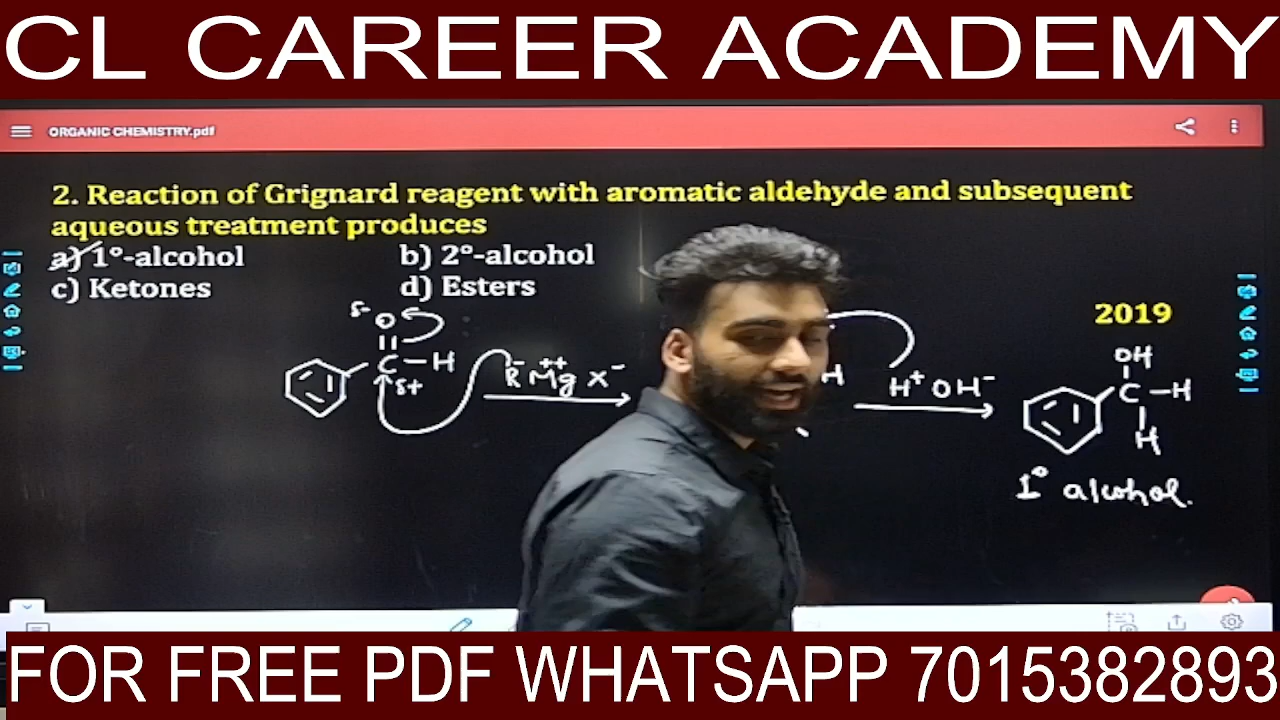 CL CAREER ACADEMY
ORGANIC CHEMISTRY.pdf
2. Reaction of Grignard reagent with aromatic aldehyde and subsequent
aqueous treatment produces
a) 1°-alcohol b) 2°-alcohol
c) Ketones d) Esters
2019
δ-
O
C-H
δ+
R⁻ Mg⁺⁺ X⁻
H
H⁺ OH⁻
OH
C-H
H
1° alcohol.
FOR FREE PDF WHATSAPP 7015382893